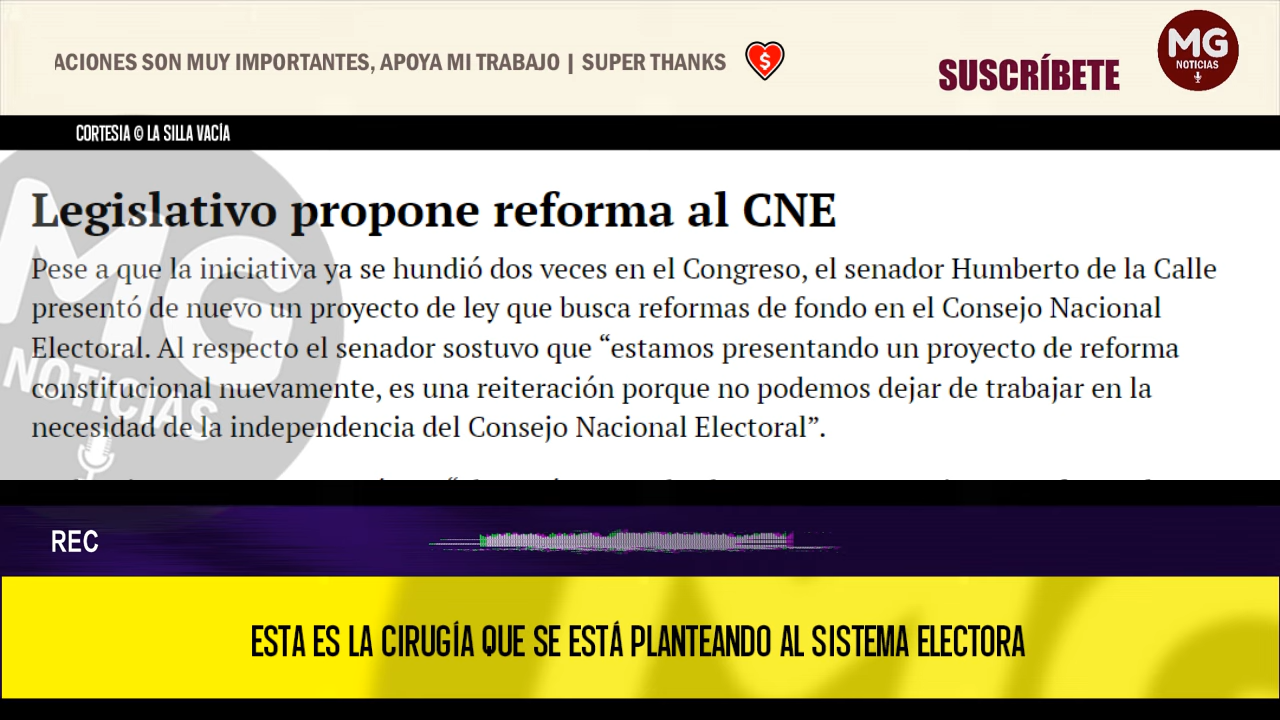 ACIONES SON MUY IMPORTANTES, APOYA MI TRABAJO | SUPER THANKS
SUSCRÍBETE
MG
NOTICIAS
CORTESIA © LA SILLA VACÍA
Legislativo propone reforma al CNE
Pese a que la iniciativa ya se hundió dos veces en el Congreso, el senador Humberto de la Calle
presentó de nuevo un proyecto de ley que busca reformas de fondo en el Consejo Nacional
Electoral. Al respecto el senador sostuvo que “estamos presentando un proyecto de reforma
constitucional nuevamente, es una reiteración porque no podemos dejar de trabajar en la
necesidad de la independencia del Consejo Nacional Electoral”.
MG
NOTICIAS
REC
ESTA ES LA CIRUGÍA QUE SE ESTÁ PLANTEANDO AL SISTEMA ELECTORA